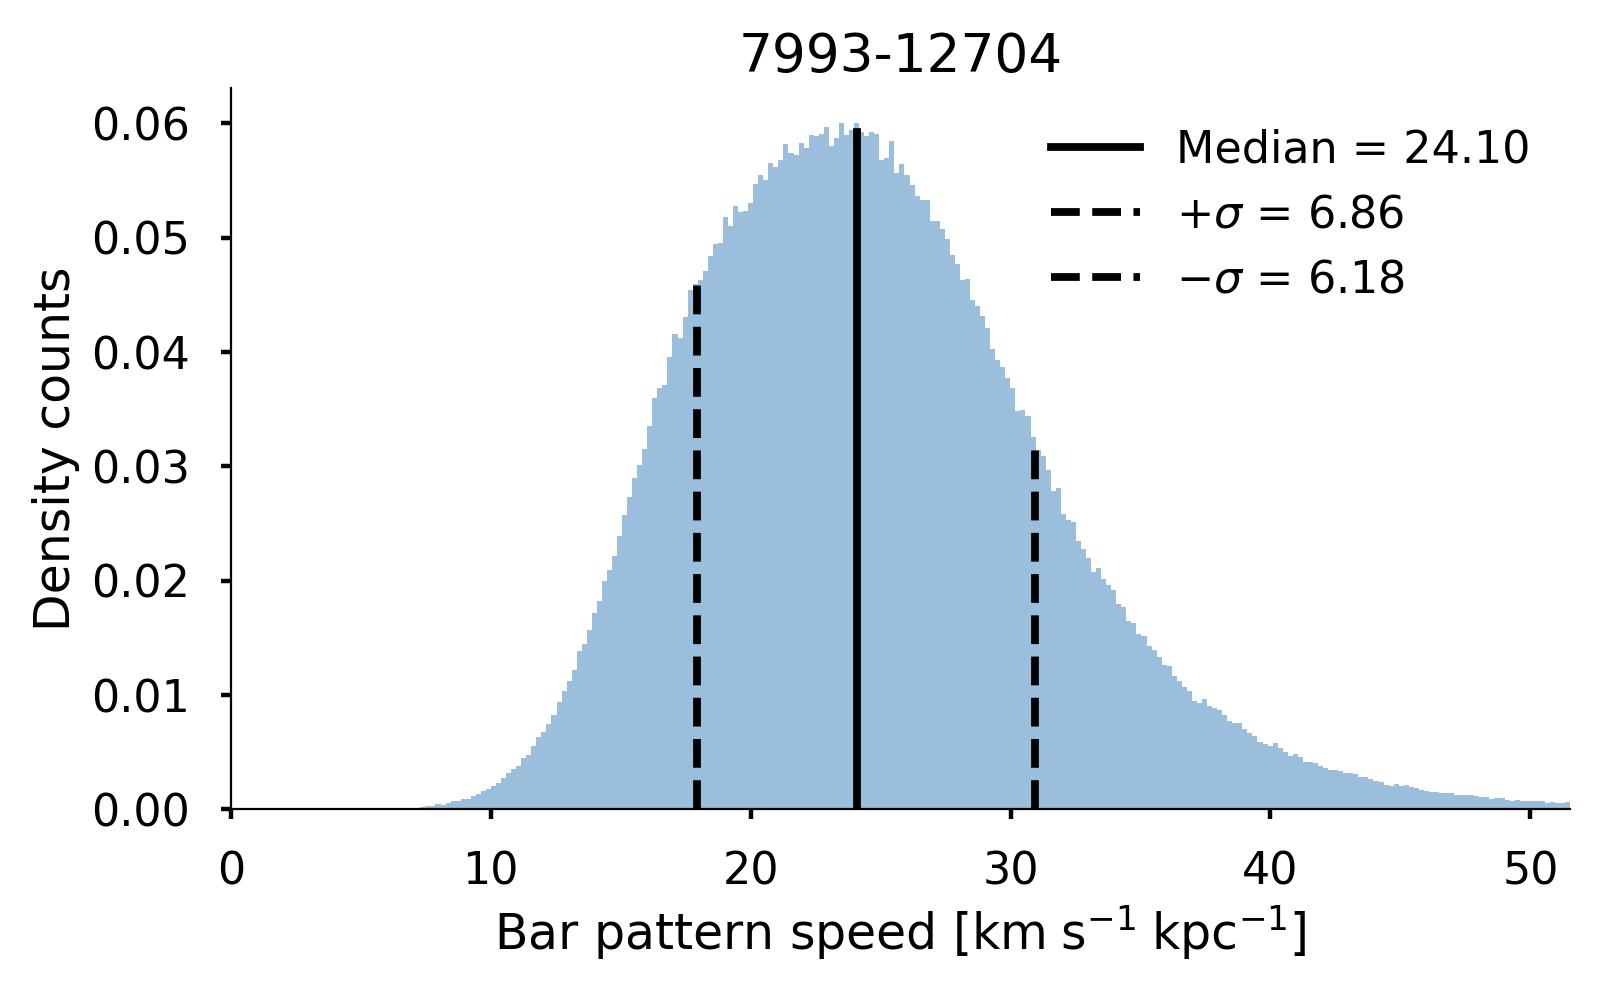 7993-12704
Median = 24.10
+σ = 6.86
−σ = 6.18
Density counts
0.06
0.05
0.04
0.03
0.02
0.01
0.00
0 10 20 30 40 50
Bar pattern speed [km s⁻¹ kpc⁻¹]